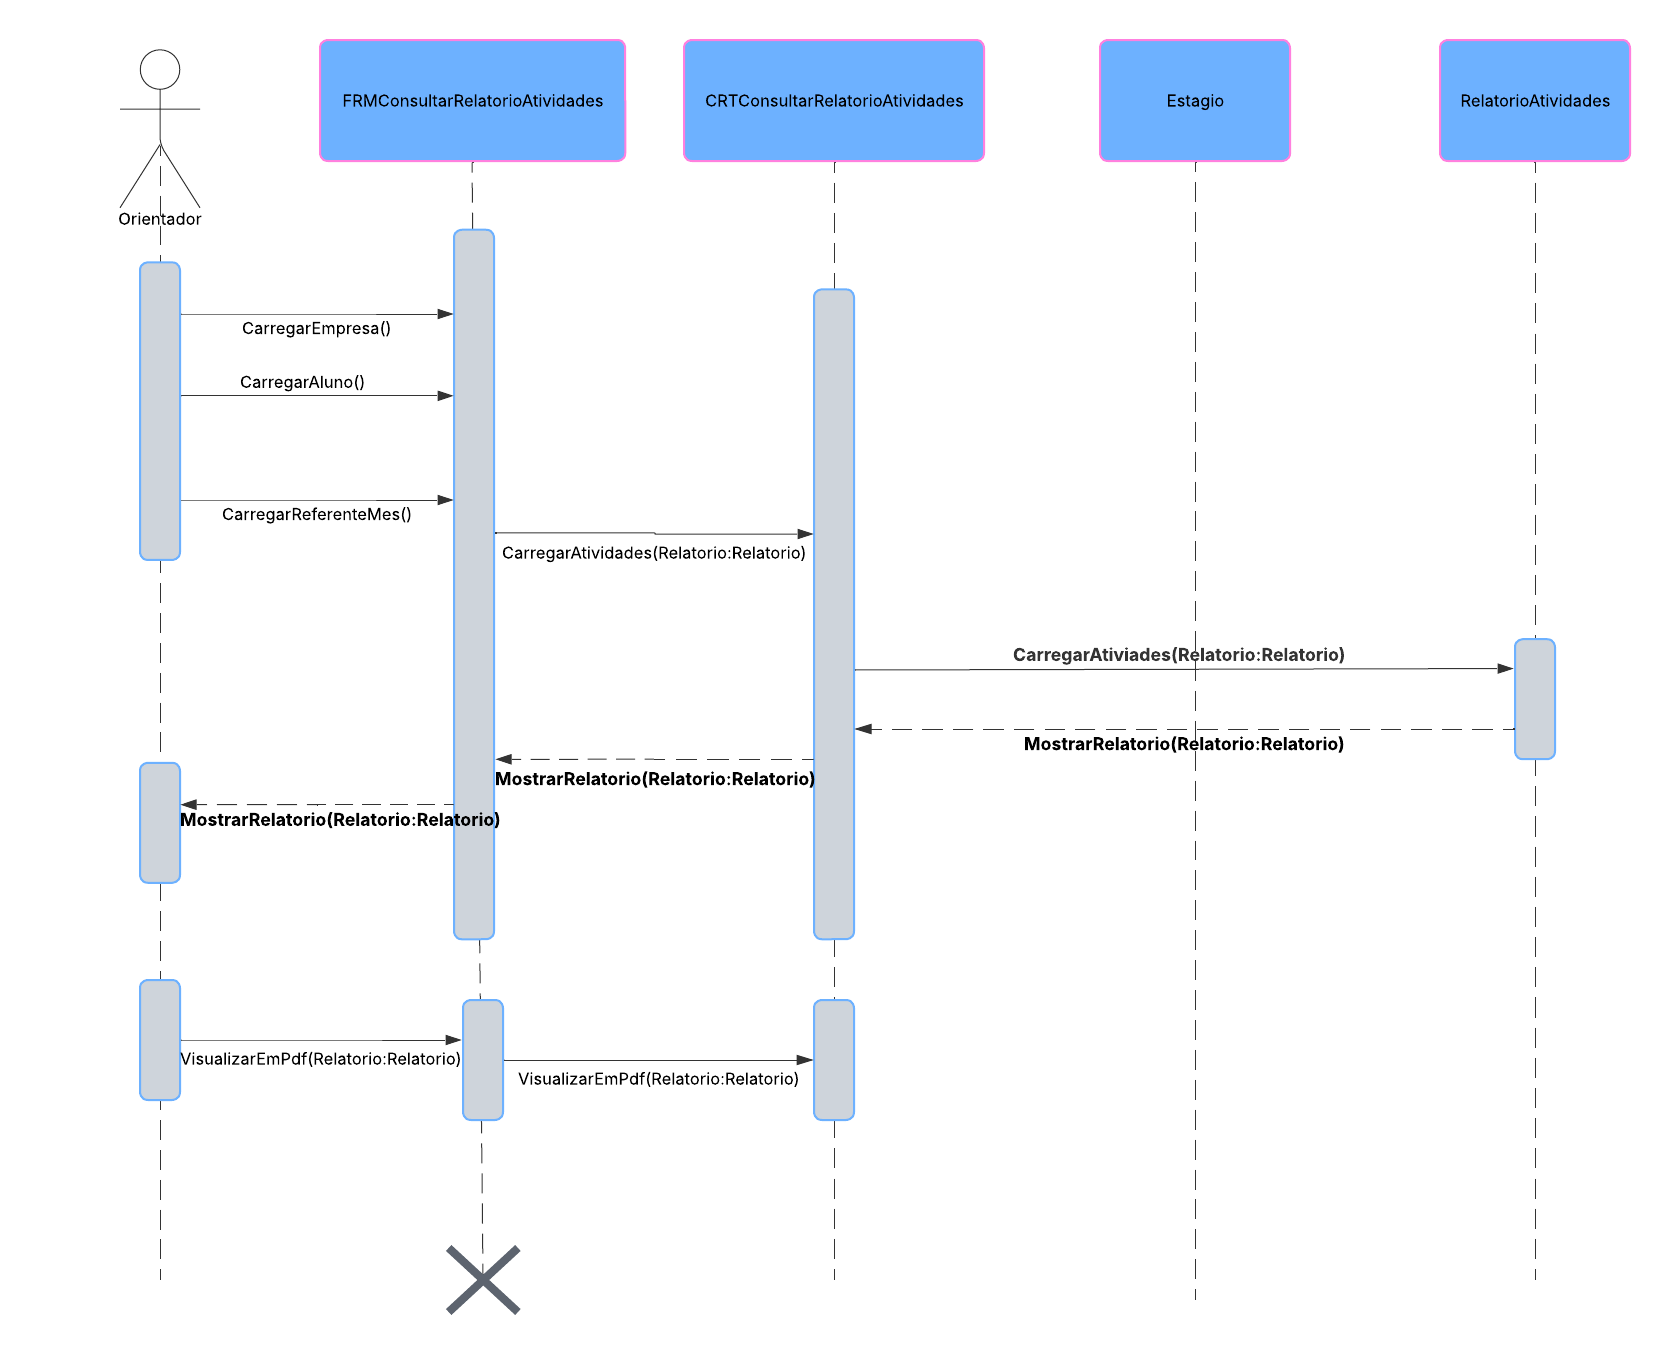 FRMConsultarRelatorioAtividades
CRTConsultarRelatorioAtividades
Estagio
RelatorioAtividades
Orientador
CarregarEmpresa()
CarregarAluno()
CarregarReferenteMes()
CarregarAtividades(Relatorio:Relatorio)
CarregarAtiviades(Relatorio:Relatorio)
MostrarRelatorio(Relatorio:Relatorio)
MostrarRelatorio(Relatorio:Relatorio)
MostrarRelatorio(Relatorio:Relatorio)
VisualizarEmPdf(Relatorio:Relatorio)
VisualizarEmPdf(Relatorio:Relatorio)